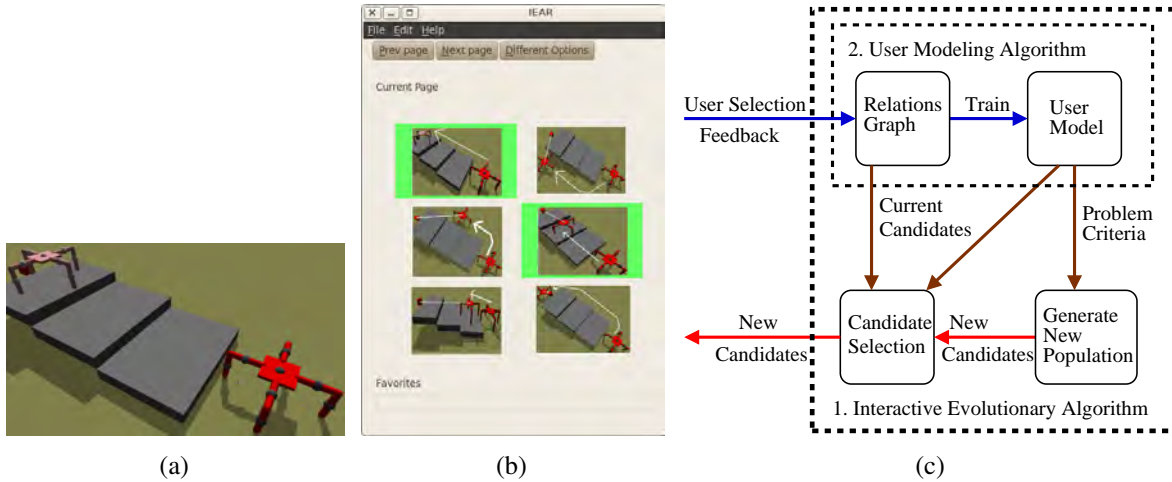 IEAR
File Edit Help
Prev page Next page Different Options
Current Page
Favorites
2. User Modeling Algorithm
User Selection
Feedback
Relations
Graph
Train
User
Model
Current
Candidates
Problem
Criteria
New
Candidates
Candidate
Selection
New
Candidates
Generate
New
Population
1. Interactive Evolutionary Algorithm
(a)
(b)
(c)